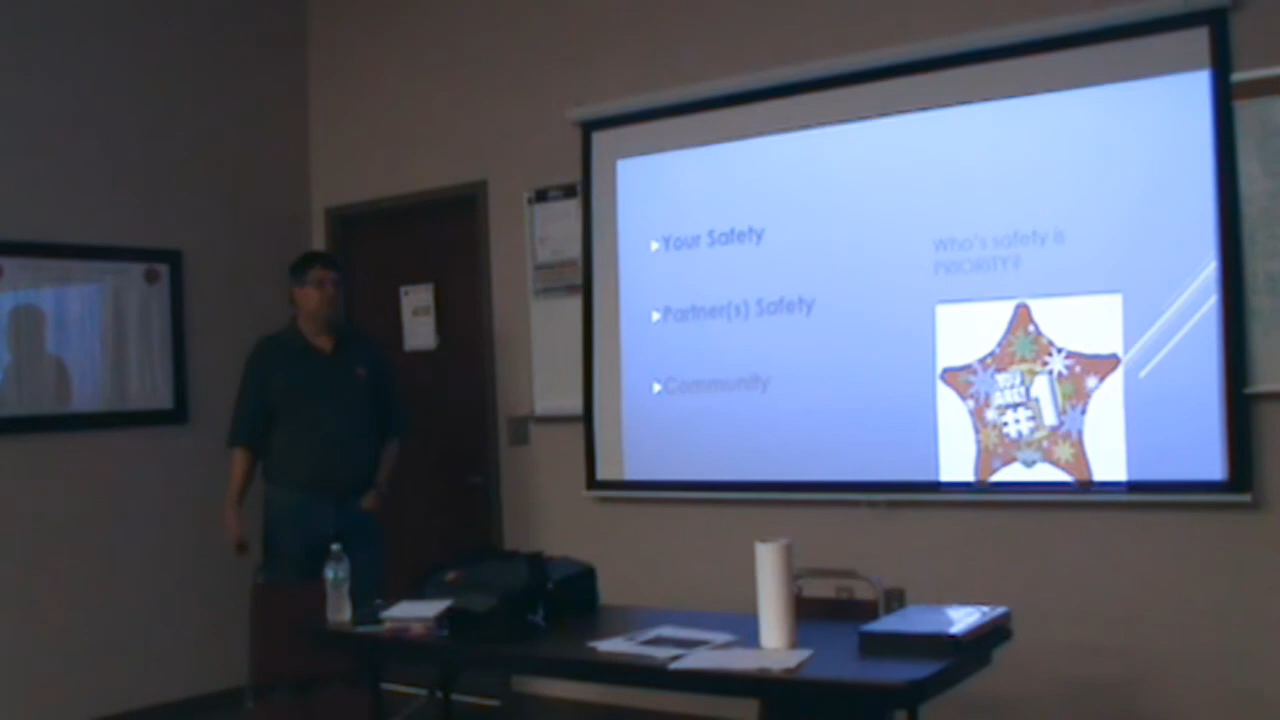 Your Safety
Partner(s) Safety
Community
Who's safety is
PRIORITY?
YOU
ARE!
#1